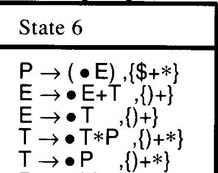 State 6
P → ( • E) ,{$+*}
E → • E+T ,{)+}
E → • T ,{)+}
T → • T*P ,{)+*}
T → • P ,{)+*}